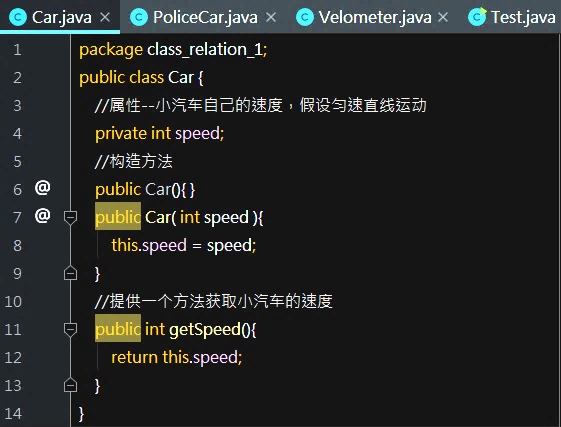 Car.java
PoliceCar.java
Velometer.java
Test.java
1 package class_relation_1;
2 public class Car {
3 //属性--小汽车自己的速度，假设匀速直线运动
4 private int speed;
5 //构造方法
6 @ public Car(){ }
7 @ public Car( int speed ){
8 this.speed = speed;
9 }
10 //提供一个方法获取小汽车的速度
11 public int getSpeed(){
12 return this.speed;
13 }
14 }